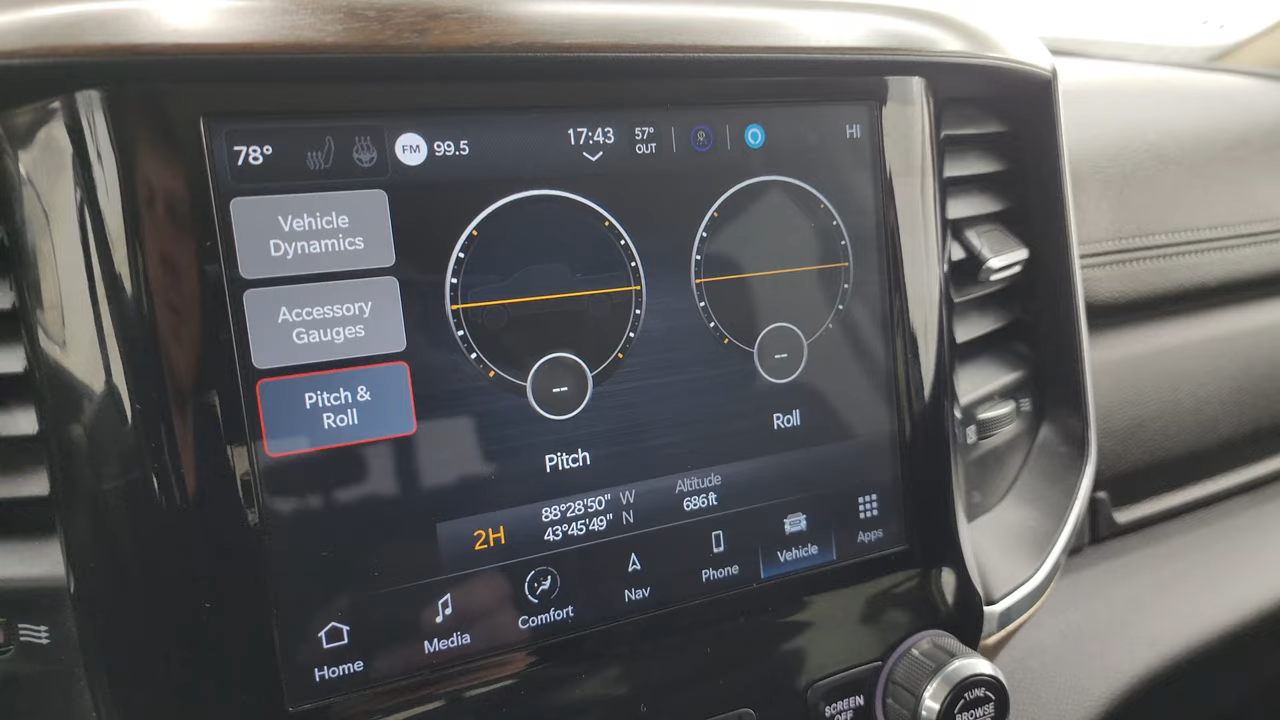 78° FM 99.5 17:43 57° OUT HI
Vehicle
Dynamics
Accessory
Gauges
Pitch &
Roll
--
--
Pitch
Roll
2H
88°28'50" W
43°45'49" N
Altitude
686ft
Home
Media
Comfort
Nav
Phone
Vehicle
Apps
SCREEN
OFF
TUNE
BROWSE